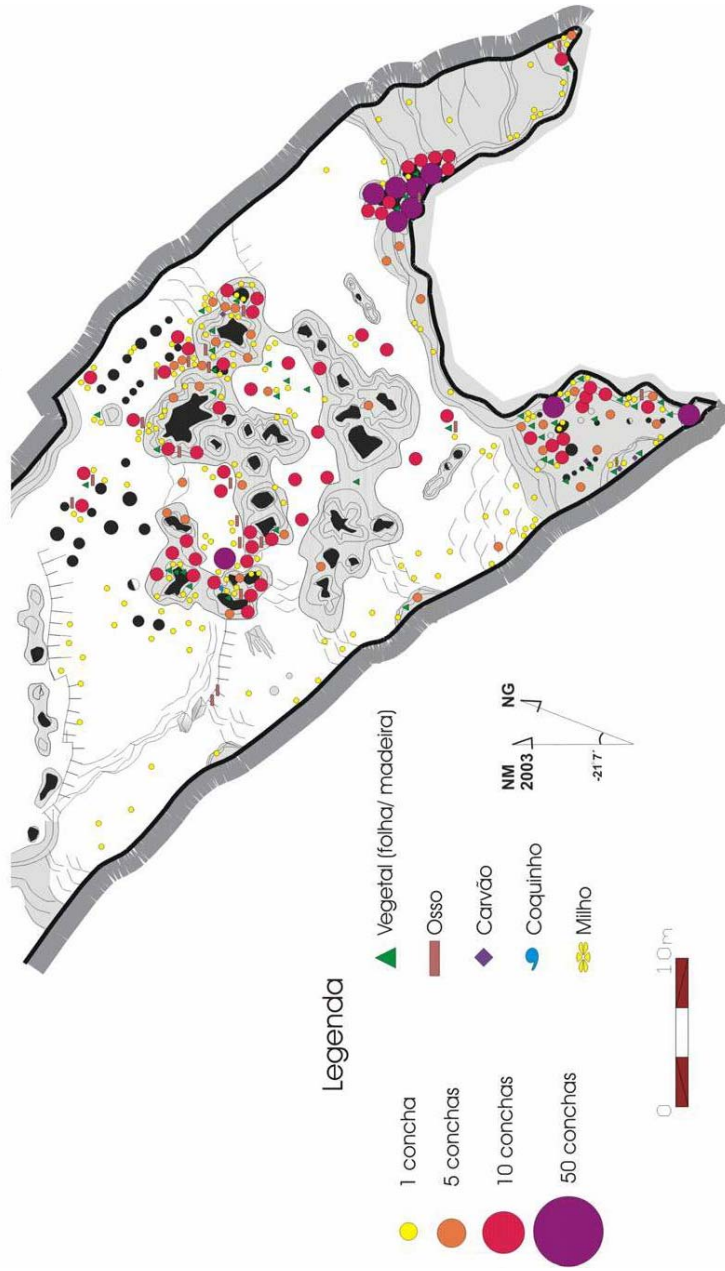 Legenda
1 concha
5 conchas
10 conchas
50 conchas
Vegetal (folha/ madeira)
Osso
Carvão
Coquinho
Milho
NM
2003
NG
-21°7'
0
10m